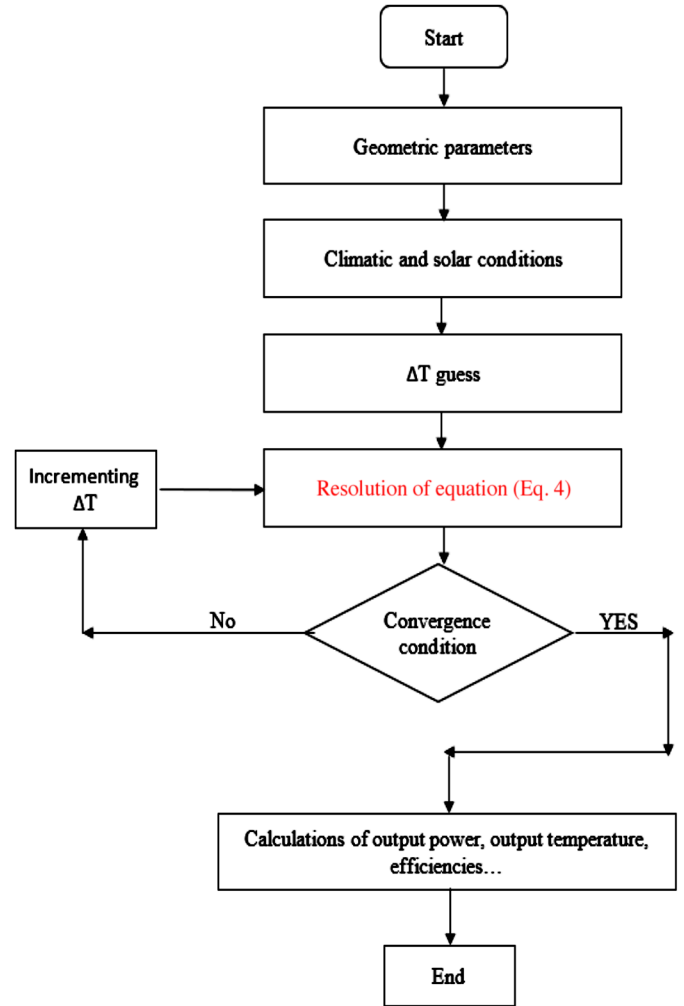 Start
Geometric parameters
Climatic and solar conditions
ΔT guess
Incrementing
ΔT
Resolution of equation (Eq. 4)
No
Convergence
condition
YES
Calculations of output power, output temperature,
efficiencies…
End